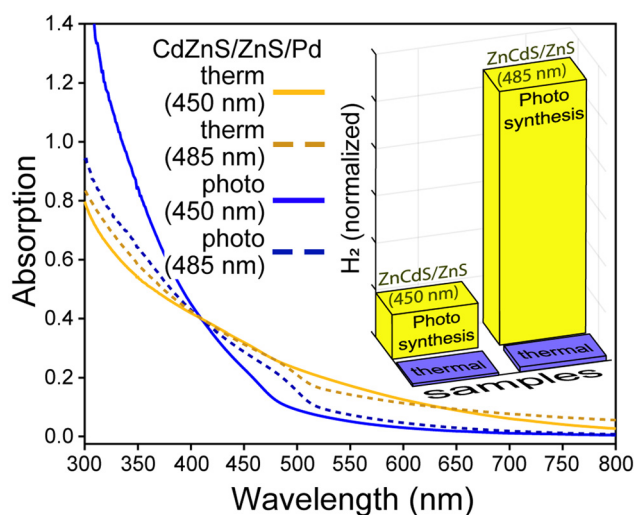 1.4
1.2
1.0
0.8
0.6
0.4
0.2
0.0
Absorption
300 350 400 450 500 550 600 650 700 750 800
Wavelength (nm)
CdZnS/ZnS/Pd
therm
(450 nm)
therm
(485 nm)
photo
(450 nm)
photo
(485 nm)
H₂ (normalized)
ZnCdS/ZnS
(485 nm)
Photo
synthesis
ZnCdS/ZnS
(450 nm)
Photo
synthesis
thermal
thermal
samples